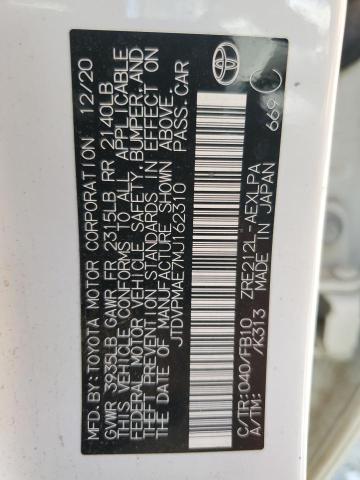 MFD. BY: TOYOTA MOTOR CORPORATION 12/20
GVWR 3935LB GAWR FR 2315LB RR 2140LB
THIS VEHICLE CONFORMS TO ALL APPLICABLE
FEDERAL MOTOR VEHICLE SAFETY, BUMPER, AND
THEFT PREVENTION STANDARDS IN EFFECT ON
THE DATE OF MANUFACTURE SHOWN ABOVE.
JTDVPMAE7MJ162310 PASS.CAR
C/TR:040/FB10 ZRE212L-AEXLPA
A/TM: /K313 MADE IN JAPAN
669 C
TOYOTA